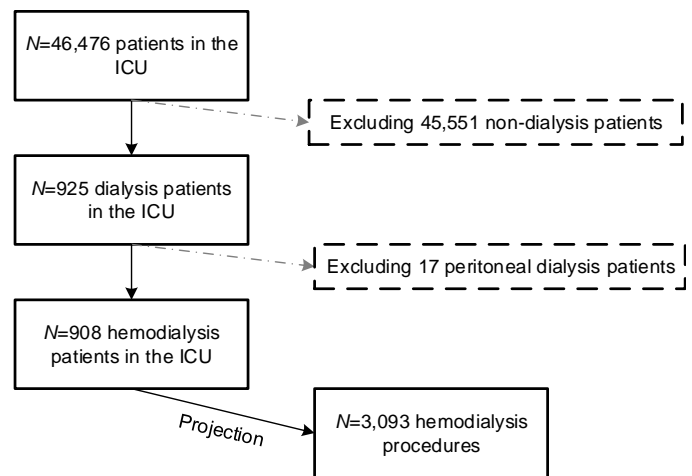 N=46,476 patients in the
ICU
Excluding 45,551 non-dialysis patients
N=925 dialysis patients
in the ICU
Excluding 17 peritoneal dialysis patients
N=908 hemodialysis
patients in the ICU
Projection
N=3,093 hemodialysis
procedures